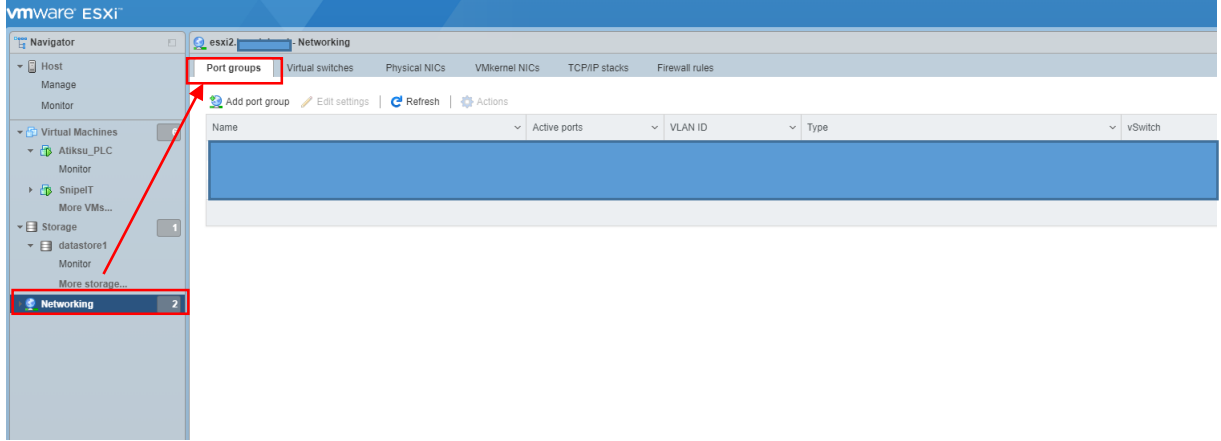 vmware ESXi™
Navigator
Host
Manage
Monitor
Virtual Machines
Atiksu_PLC
Monitor
SnipeIT
More VMs...
Storage 1
datastore1
Monitor
More storage...
Networking 2
esxi2. - Networking
Port groups Virtual switches Physical NICs VMkernel NICs TCP/IP stacks Firewall rules
Add port group Edit settings Refresh Actions
Name Active ports VLAN ID Type vSwitch